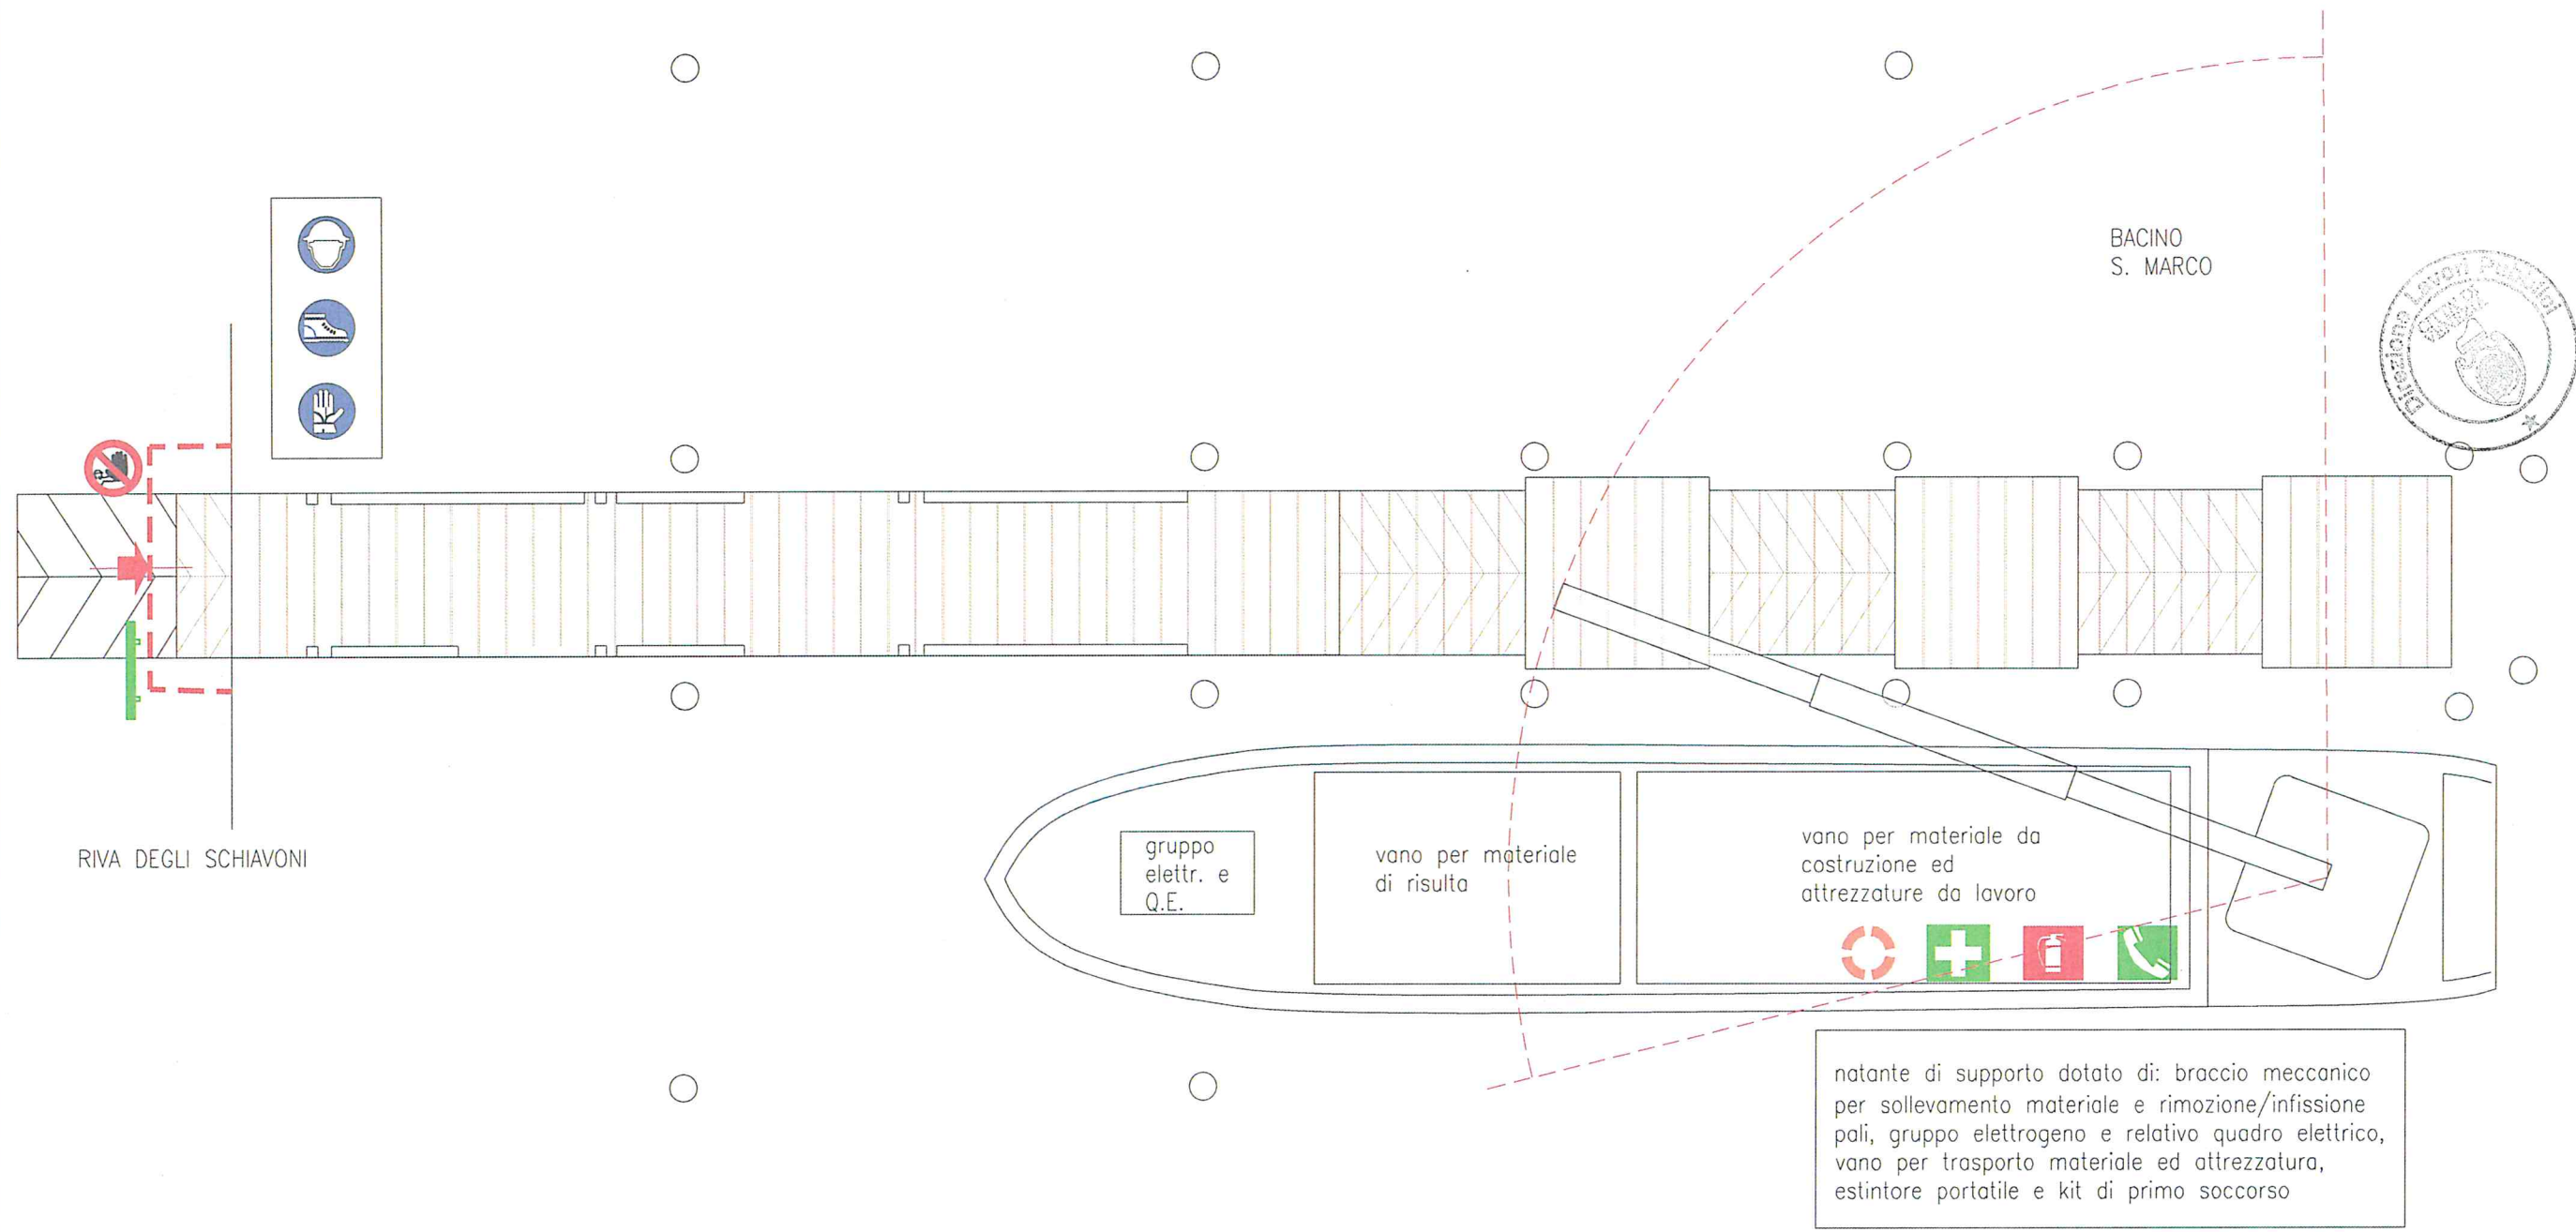 BACINO
S. MARCO
Direzione Lavori Pubblici
RIVA DEGLI SCHIAVONI
gruppo
elettr. e
Q.E.
vano per materiale
di risulta
vano per materiale da
costruzione ed
attrezzature da lavoro
natante di supporto dotato di: braccio meccanico
per sollevamento materiale e rimozione/infissione
pali, gruppo elettrogeno e relativo quadro elettrico,
vano per trasporto materiale ed attrezzatura,
estintore portatile e kit di primo soccorso